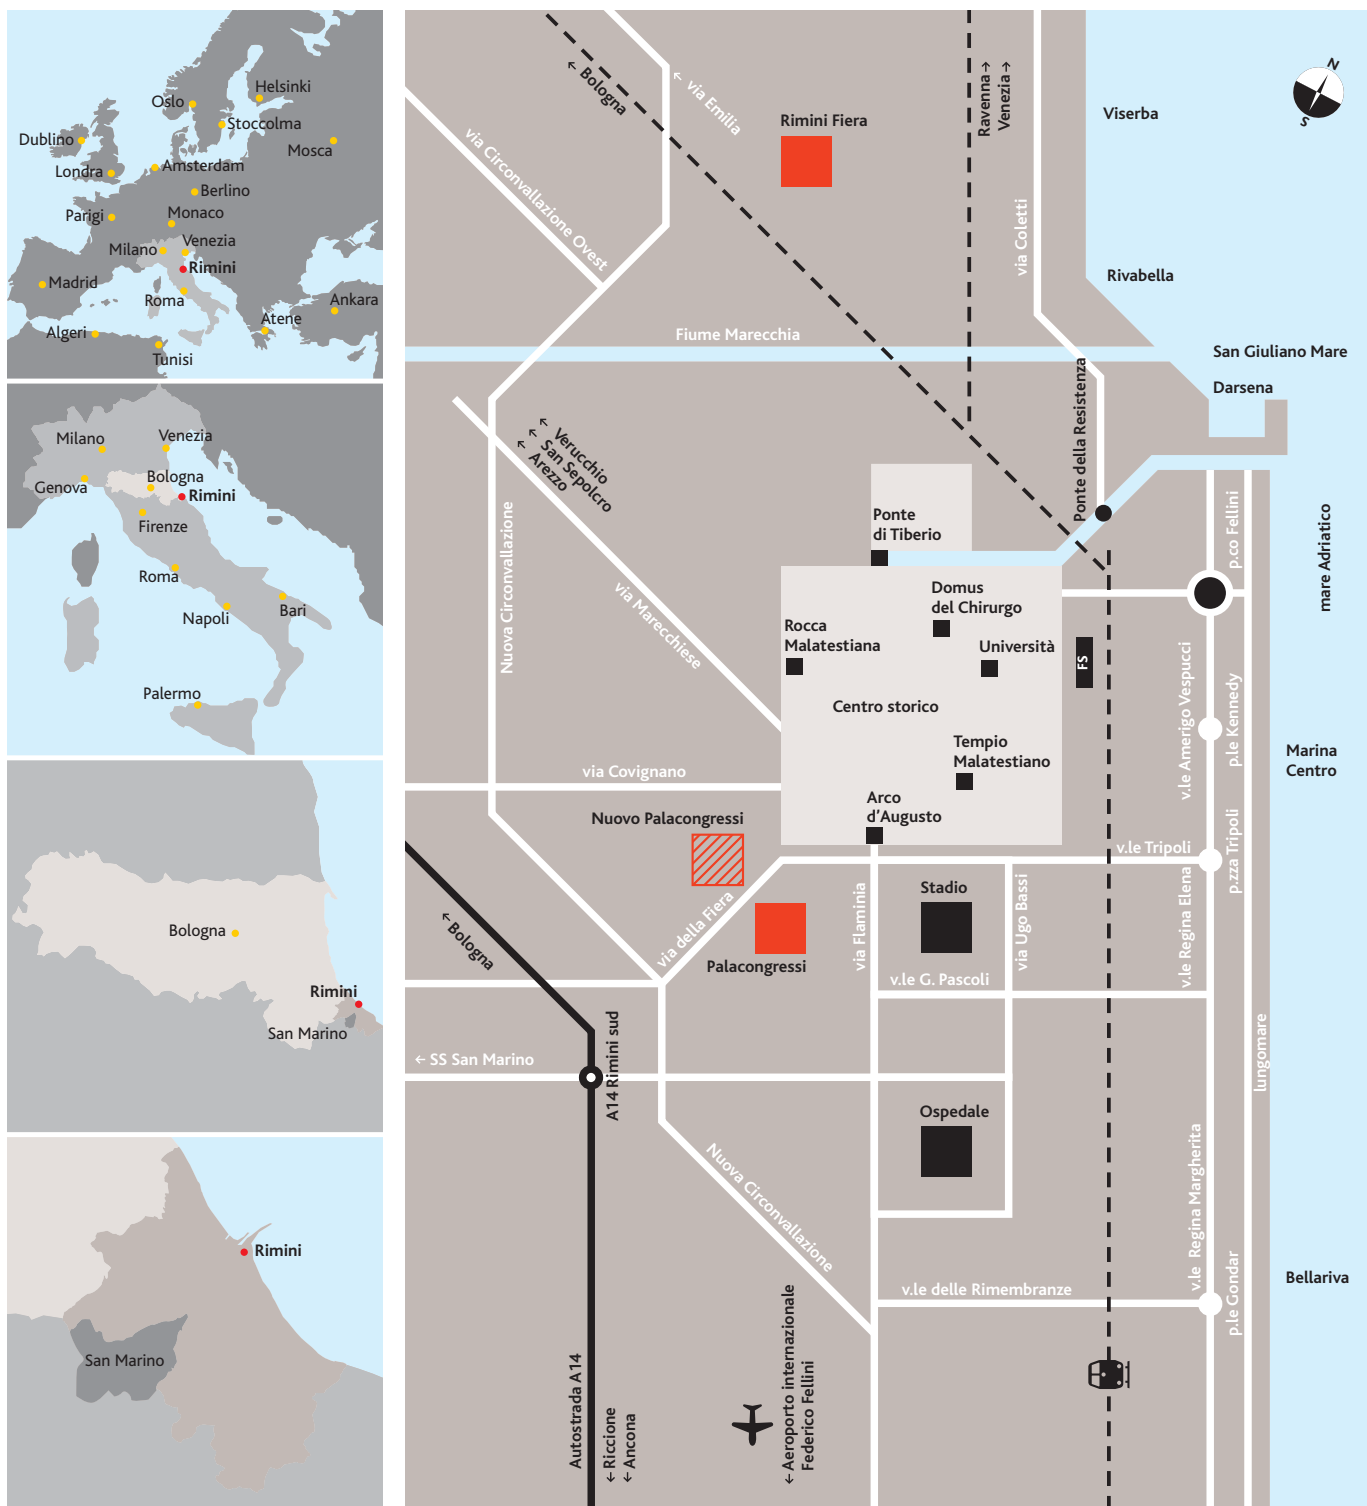 Helsinki
Oslo
Stoccolma
Dublino
Mosca
Londra
Amsterdam
Berlino
Parigi
Monaco
Milano
Venezia
Rimini
Madrid
Roma
Ankara
Atene
Algeri
Tunisi
Milano
Venezia
Genova
Bologna
Rimini
Firenze
Roma
Napoli
Bari
Palermo
Bologna
Rimini
San Marino
Rimini
San Marino
← Bologna
← via Emilia
Ravenna →
Venezia →
N
S
Rimini Fiera
Viserba
via Circonvallazione Ovest
via Coletti
Rivabella
Fiume Marecchia
San Giuliano Mare
Darsena
Ponte della Resistenza
← Verucchio
← San Sepolcro
← Arezzo
Nuova Circonvallazione
via Marecchiese
Ponte
di Tiberio
p.co Fellini
mare Adriatico
Domus
del Chirurgo
Rocca
Malatestiana
Università
FS
Centro storico
v.le Amerigo Vespucci
p.le Kennedy
Tempio
Malatestiano
Marina
Centro
via Covignano
Arco
d'Augusto
Nuovo Palacongressi
v.le Tripoli
p.zza Tripoli
Stadio
via della Fiera
via Flaminia
via Ugo Bassi
v.le Regina Elena
← Bologna
Palacongressi
v.le G. Pascoli
← SS San Marino
A14 Rimini sud
lungomare
Ospedale
Nuova Circonvallazione
v.le Regina Margherita
v.le delle Rimembranze
p.le Gondar
Bellariva
Autostrada A14
← Riccione
← Ancona
← Aeroporto internazionale
Federico Fellini